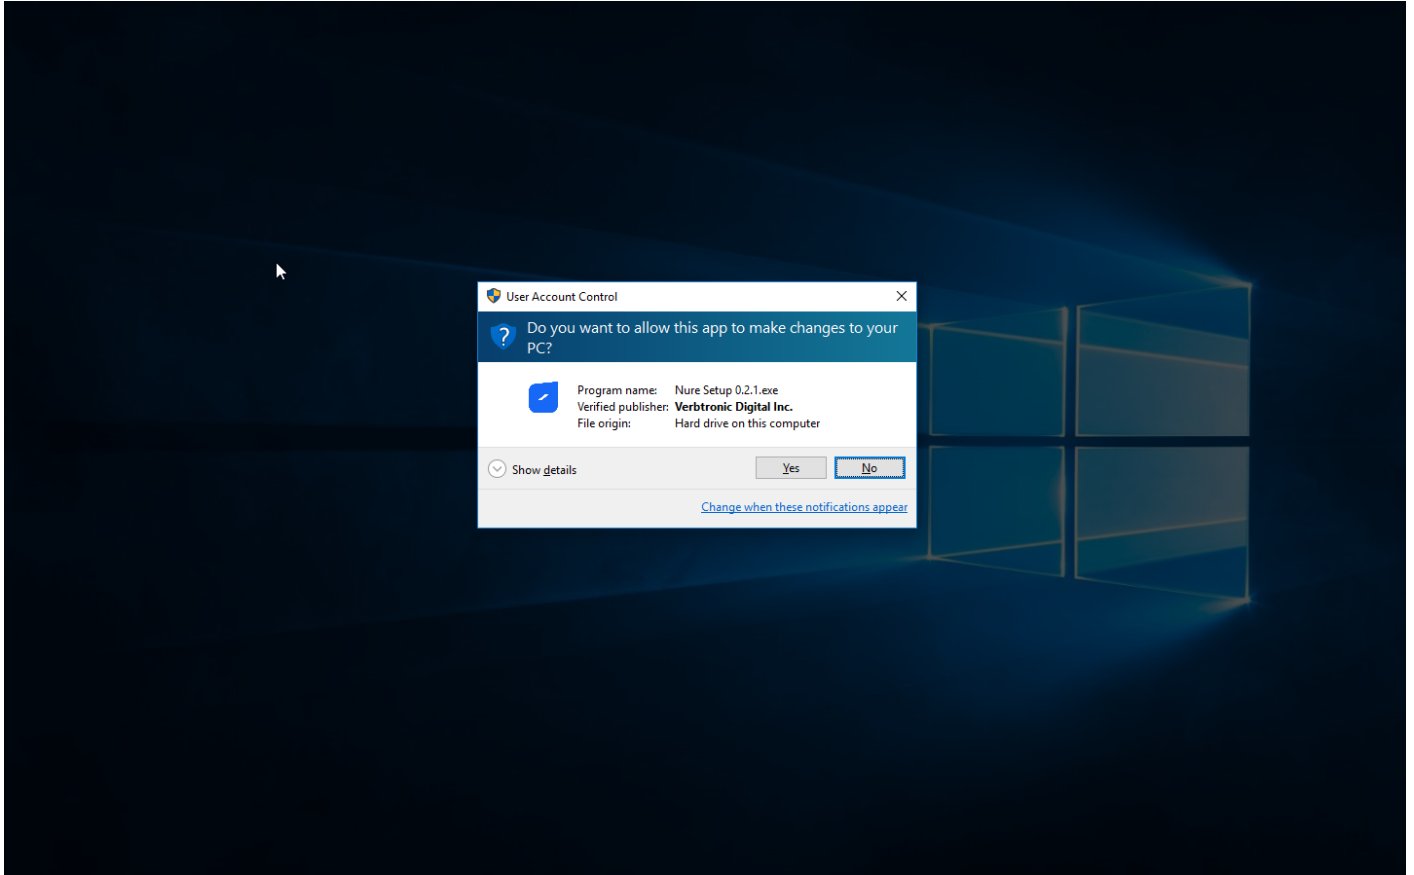 User Account Control
Do you want to allow this app to make changes to your
PC?
Program name: Nure Setup 0.2.1.exe
Verified publisher: Verbtronic Digital Inc.
File origin: Hard drive on this computer
Show details
Yes
No
Change when these notifications appear